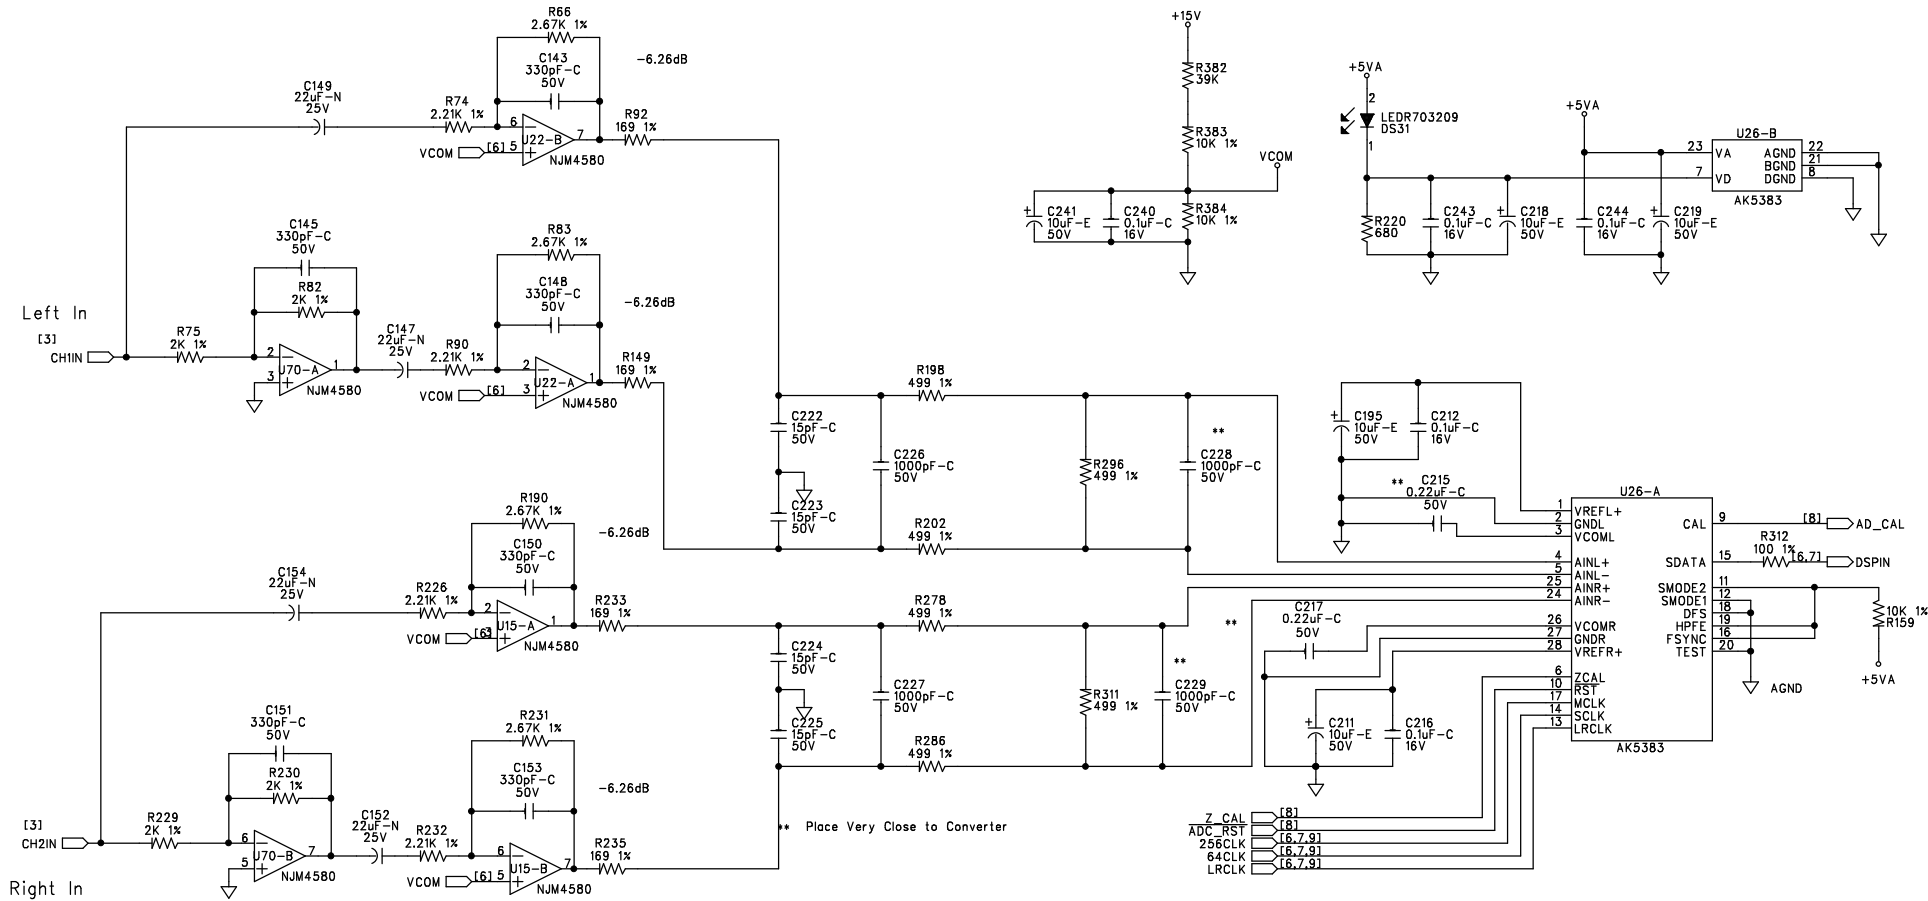 R66
2.67K 1%
C143
330pF-C
50V
-6.26dB
C149
22uF-N
25V
R74
2.21K 1%
6
5
7
U22-B
NJM4580
VCOM
[6]
R92
169 1%
+15V
R382
39K
R383
10K 1%
VCOM
R384
10K 1%
+
C241
10uF-E
50V
C240
0.1uF-C
16V
+5VA
2
LEDR703209
DS31
1
R220
680
C243
0.1uF-C
16V
+
C218
10uF-E
50V
+5VA
C244
0.1uF-C
16V
+
C219
10uF-E
50V
U26-B
23
VA
7
VD
AGND
22
BGND
21
DGND
8
AK5383
C145
330pF-C
50V
R82
2K 1%
Left In
[3]
CH1IN
R75
2K 1%
2
3
1
U70-A
NJM4580
C147
22uF-N
25V
R90
2.21K 1%
R83
2.67K 1%
C148
330pF-C
50V
-6.26dB
VCOM
[6]
2
3
1
U22-A
NJM4580
R149
169 1%
R198
499 1%
C222
15pF-C
50V
C226
1000pF-C
50V
C223
15pF-C
50V
R202
499 1%
R296
499 1%
**
C228
1000pF-C
50V
+
C195
10uF-E
50V
C212
0.1uF-C
16V
**
C215
0.22uF-C
50V
R190
2.67K 1%
C150
330pF-C
50V
-6.26dB
C154
22uF-N
25V
R226
2.21K 1%
VCOM
[6]
2
3
1
U15-A
NJM4580
R233
169 1%
R278
499 1%
C224
15pF-C
50V
C227
1000pF-C
50V
C225
15pF-C
50V
R286
499 1%
R311
499 1%
**
**
C229
1000pF-C
50V
C217
0.22uF-C
50V
+
C211
10uF-E
50V
C216
0.1uF-C
16V
U26-A
1
VREFL+
2
GNDL
3
VCOML
4
AINL+
5
AINL-
25
AINR+
24
AINR-
26
VCOMR
27
GNDR
28
VREFR+
6
ZCAL
10
RST
17
MCLK
14
SCLK
13
LRCLK
CAL
9
SDATA
15
SMODE2
11
SMODE1
12
DFS
18
HPFE
19
FSYNC
16
TEST
20
AK5383
[8]
AD_CAL
R312
100 1%
[6,7]
DSPIN
10K 1%
R159
+5VA
AGND
C151
330pF-C
50V
R230
2K 1%
[3]
CH2IN
Right In
R229
2K 1%
6
5
7
U70-B
NJM4580
C152
22uF-N
25V
R232
2.21K 1%
R231
2.67K 1%
C153
330pF-C
50V
-6.26dB
VCOM
[6]
6
5
7
U15-B
NJM4580
R235
169 1%
** Place Very Close to Converter
Z_CAL
[8]
ADC_RST
[8]
256CLK
[6,7,9]
64CLK
[6,7,9]
LRCLK
[6,7,9]